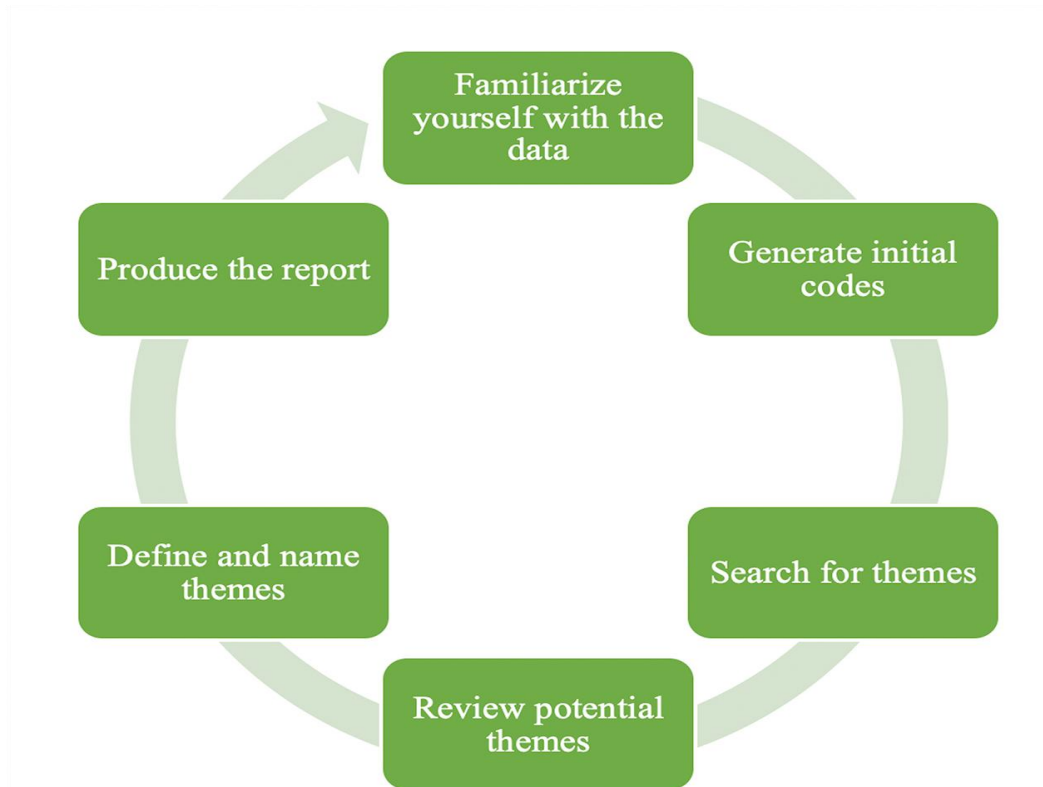 Familiarize
yourself with the
data
Generate initial
codes
Search for themes
Review potential
themes
Define and name
themes
Produce the report